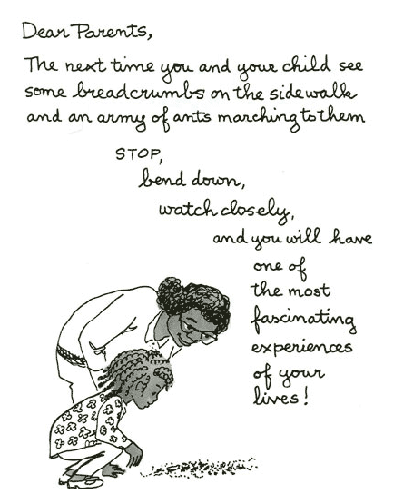 Dear Parents,
The next time you and your child see
some breadcrumbs on the sidewalk
and an army of ants marching to them
STOP,
bend down,
watch closely,
and you will have
one of
the most
fascinating
experiences
of your
lives!